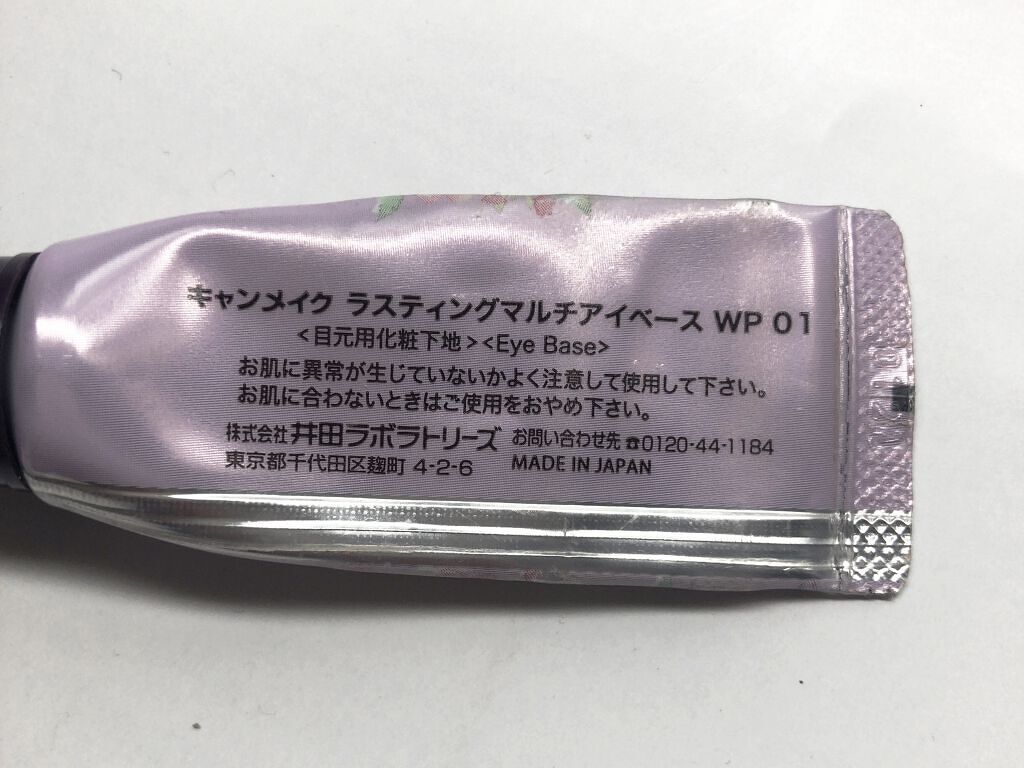 キャンメイク ラスティングマルチアイベース WP 01
<目元用化粧下地><Eye Base>
お肌に異常が生じていないかよく注意して使用して下さい。
お肌に合わないときはご使用をおやめ下さい。
株式会社 井田ラボラトリーズ お問い合わせ先 ☎0120-44-1184
東京都千代田区麹町 4-2-6 MADE IN JAPAN